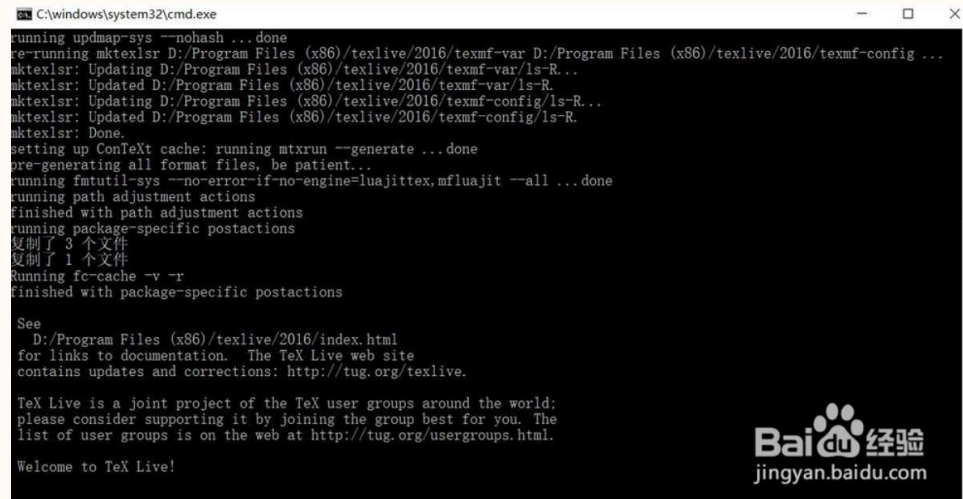 C:\windows\system32\cmd.exe
running updmap-sys --nohash ...done
re-running mktexlsr D:/Program Files (x86)/texlive/2016/texmf-var D:/Program Files (x86)/texlive/2016/texmf-config ...
mktexlsr: Updating D:/Program Files (x86)/texlive/2016/texmf-var/ls-R...
mktexlsr: Updated D:/Program Files (x86)/texlive/2016/texmf-var/ls-R.
mktexlsr: Updating D:/Program Files (x86)/texlive/2016/texmf-config/ls-R...
mktexlsr: Updated D:/Program Files (x86)/texlive/2016/texmf-config/ls-R.
mktexlsr: Done.
setting up ConTeXt cache: running mtxrun --generate ...done
pre-generating all format files, be patient...
running fmtutil-sys --no-error-if-no-engine=luajittex,mfluajit --all ...done
running path adjustment actions
finished with path adjustment actions
running package-specific postactions
复制了 3 个文件
复制了 1 个文件
Running fc-cache -v -r
finished with package-specific postactions
See
D:/Program Files (x86)/texlive/2016/index.html
for links to documentation.  The TeX Live web site
contains updates and corrections: http://tug.org/texlive.
TeX Live is a joint project of the TeX user groups around the world;
please consider supporting it by joining the group best for you. The
list of user groups is on the web at http://tug.org/usergroups.html.
Welcome to TeX Live!
Bai du 经验
jingyan.baidu.com